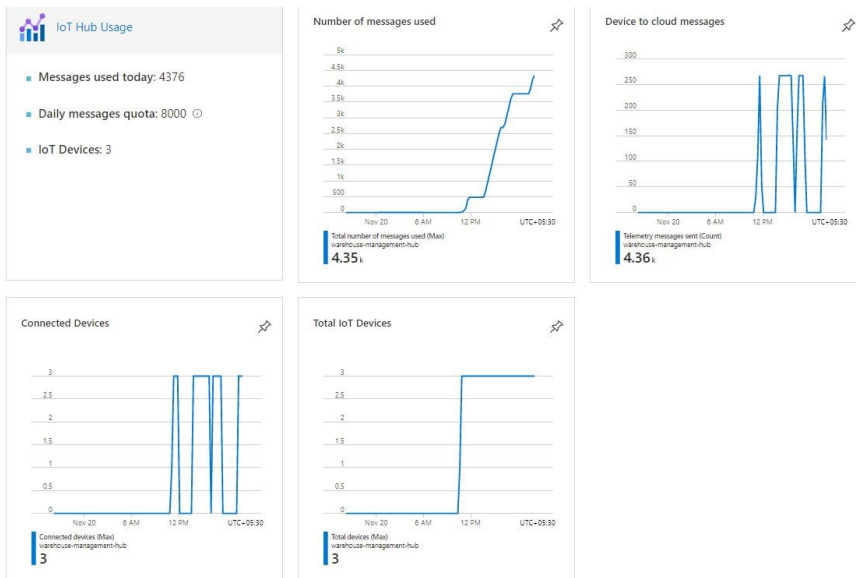 IoT Hub Usage
Messages used today: 4376
Daily messages quota: 8000
IoT Devices: 3
Number of messages used
5k
4.5k
4k
3.5k
3k
2.5k
2k
1.5k
1k
500
0
Nov 20 6 AM 12 PM UTC+05:30
Total number of messages used (Max)
warehouse-management-hub
4.35k
Device to cloud messages
300
250
200
150
100
50
0
Nov 20 6 AM 12 PM UTC+05:30
Telemetry messages sent (Count)
warehouse-management-hub
4.36k
Connected Devices
3
2.5
2
1.5
1
0.5
0
Nov 20 6 AM 12 PM UTC+05:30
Connected devices (Max)
warehouse-management-hub
3
Total IoT Devices
3
2.5
2
1.5
1
0.5
0
Nov 20 6 AM 12 PM UTC+05:30
Total devices (Max)
warehouse-management-hub
3